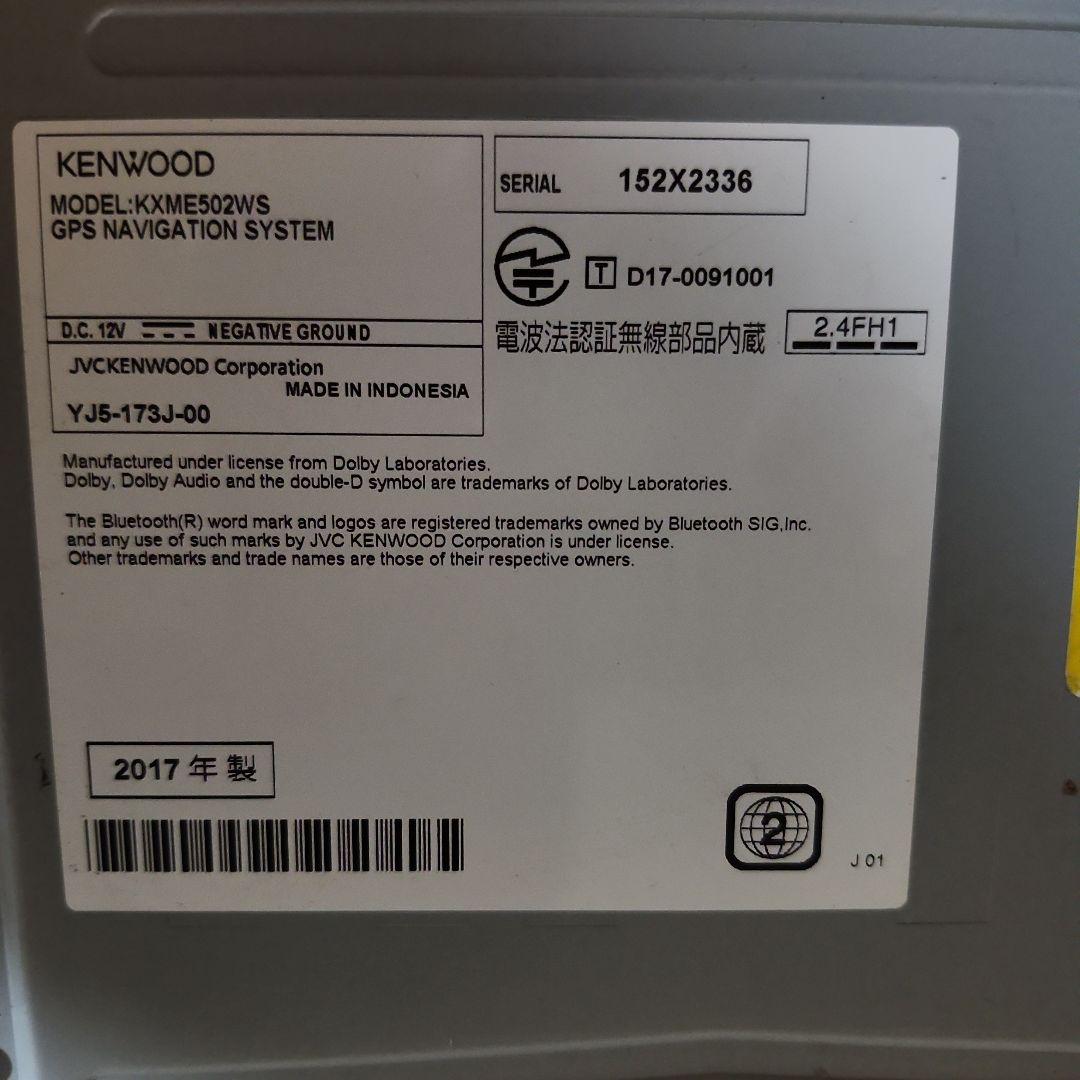 KENWOOD
MODEL:KXME502WS
GPS NAVIGATION SYSTEM
D.C. 12V NEGATIVE GROUND
JVCKENWOOD Corporation
MADE IN INDONESIA
YJ5-173J-00
SERIAL 152X2336
T D17-0091001
電波法認証無線部品内蔵 2.4FH1
Manufactured under license from Dolby Laboratories.
Dolby, Dolby Audio and the double-D symbol are trademarks of Dolby Laboratories.
The Bluetooth(R) word mark and logos are registered trademarks owned by Bluetooth SIG,Inc.
and any use of such marks by JVC KENWOOD Corporation is under license.
Other trademarks and trade names are those of their respective owners.
2017 年 製
2
J 01